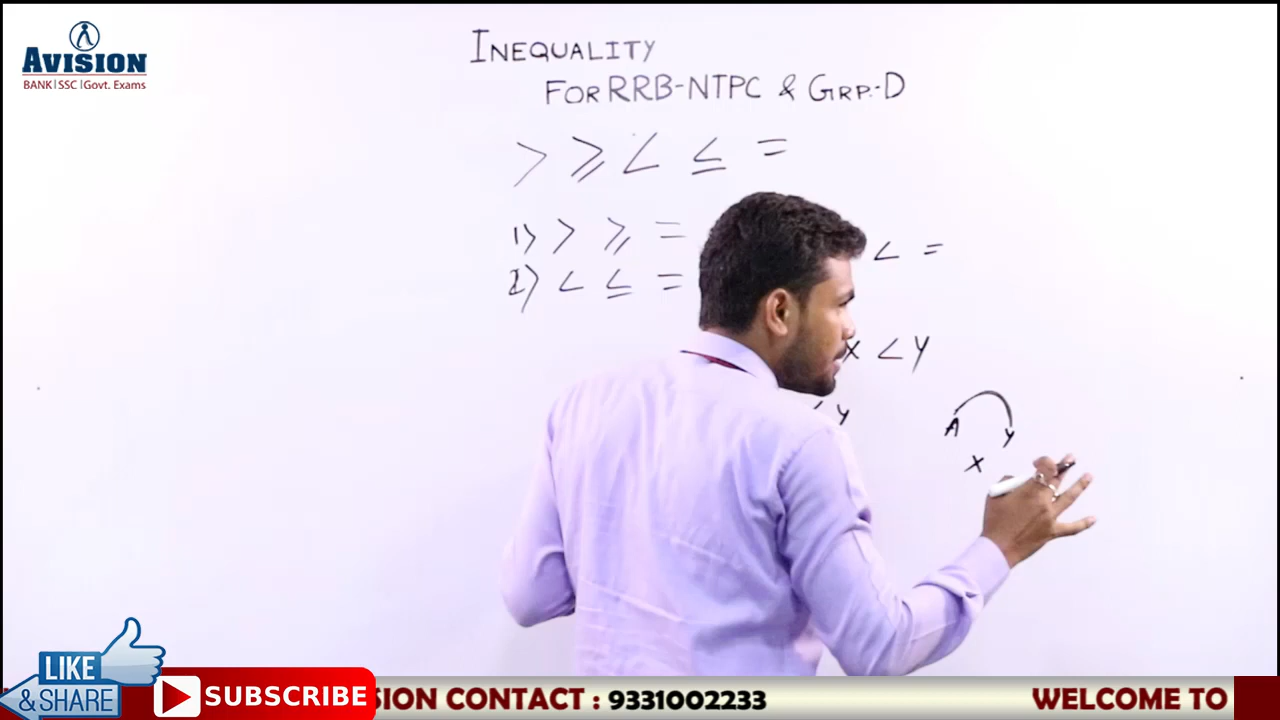 AVISION
BANK | SSC | Govt. Exams
INEQUALITY
FOR RRB-NTPC & GRP.-D
> ≥ < ≤ =
1) > ≥ =
< =
2) < ≤ =
X < Y
< Y
A
Y
X
LIKE
& SHARE
SUBSCRIBE
SION CONTACT : 9331002233
WELCOME TO